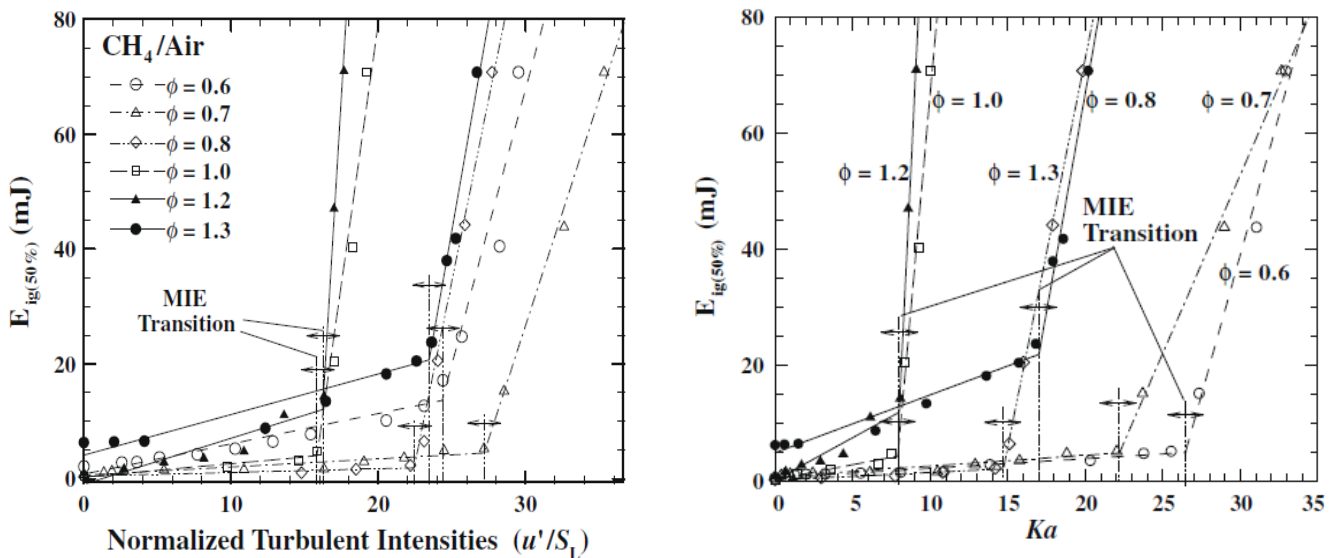 80
60
40
20
0
E_ig(50%) (mJ)
CH₄/Air
ϕ = 0.6
ϕ = 0.7
ϕ = 0.8
ϕ = 1.0
ϕ = 1.2
ϕ = 1.3
MIE
Transition
0 10 20 30
Normalized Turbulent Intensities (u'/S_L)
80
60
40
20
0
E_ig(50%) (mJ)
ϕ = 1.0
ϕ = 0.8
ϕ = 0.7
ϕ = 1.2
ϕ = 1.3
MIE
Transition
ϕ = 0.6
0 5 10 15 20 25 30 35
Ka